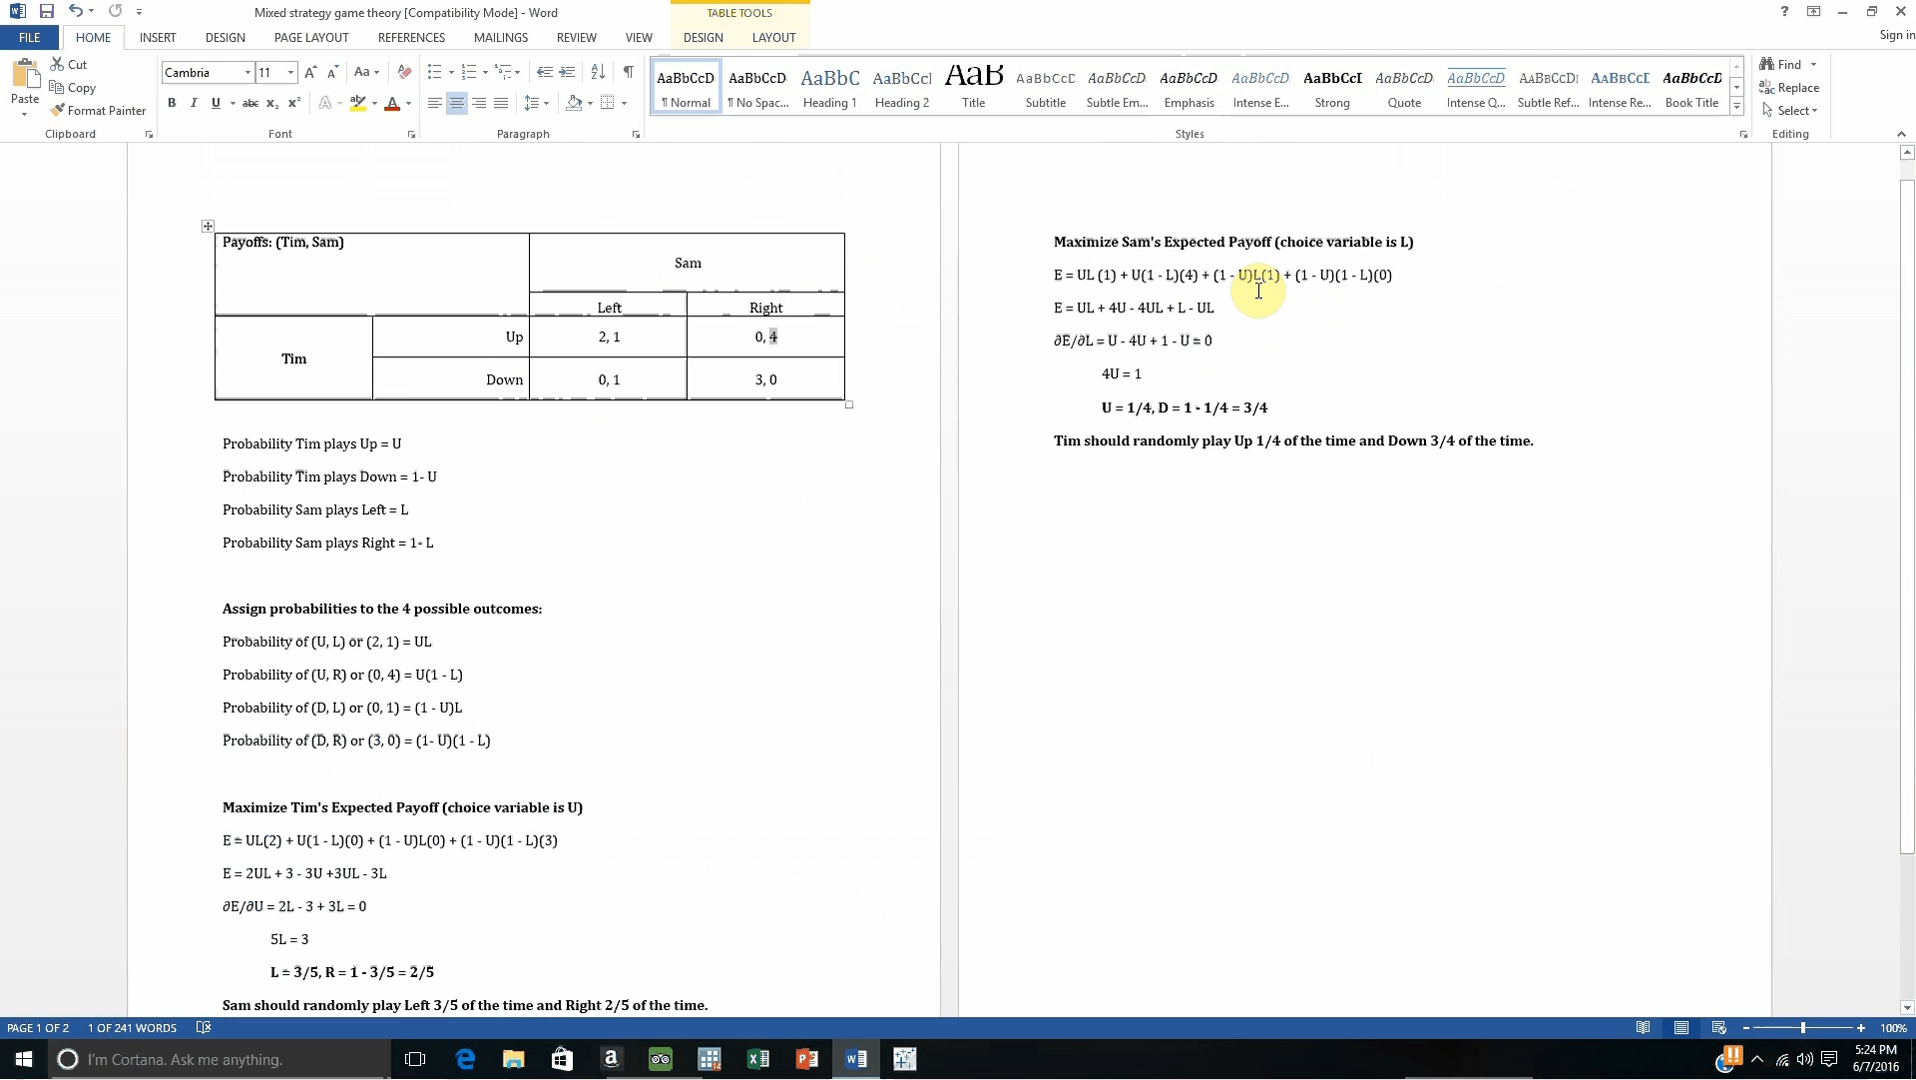 Mixed strategy game theory [Compatibility Mode] - Word
TABLE TOOLS
Sign in
FILE HOME INSERT DESIGN PAGE LAYOUT REFERENCES MAILINGS REVIEW VIEW DESIGN LAYOUT
Paste
Cut
Copy
Format Painter
Clipboard
Cambria 11
Font
Paragraph
AaBbCcD AaBbCcD AaBbC AaBbCcI AaB AaBbCcD AaBbCcD AaBbCcD AaBbCcD AaBbCcI AaBbCcD AaBbCcD AaBbCcDi AaBbCcI AaBbCcD
¶ Normal ¶ No Spac... Heading 1 Heading 2 Title Subtitle Subtle Em... Emphasis Intense E... Strong Quote Intense Q... Subtle Ref... Intense Re... Book Title
Styles
Find
Replace
Select
Editing
Payoffs: (Tim, Sam)
Sam
Left Right
Tim
Up 2, 1 0, 4
Down 0, 1 3, 0
Probability Tim plays Up = U
Probability Tim plays Down = 1- U
Probability Sam plays Left = L
Probability Sam plays Right = 1- L
Assign probabilities to the 4 possible outcomes:
Probability of (U, L) or (2, 1) = UL
Probability of (U, R) or (0, 4) = U(1 - L)
Probability of (D, L) or (0, 1) = (1 - U)L
Probability of (D, R) or (3, 0) = (1- U)(1 - L)
Maximize Tim's Expected Payoff (choice variable is U)
E = UL(2) + U(1 - L)(0) + (1 - U)L(0) + (1 - U)(1 - L)(3)
E = 2UL + 3 - 3U +3UL - 3L
∂E/∂U = 2L - 3 + 3L = 0
5L = 3
L = 3/5, R = 1 - 3/5 = 2/5
Sam should randomly play Left 3/5 of the time and Right 2/5 of the time.
Maximize Sam's Expected Payoff (choice variable is L)
E = UL (1) + U(1 - L)(4) + (1 - U)L(1) + (1 - U)(1 - L)(0)
E = UL + 4U - 4UL + L - UL
∂E/∂L = U - 4U + 1 - U = 0
4U = 1
U = 1/4, D = 1 - 1/4 = 3/4
Tim should randomly play Up 1/4 of the time and Down 3/4 of the time.
PAGE 1 OF 2 1 OF 241 WORDS 100%
I'm Cortana. Ask me anything.
5:24 PM
6/7/2016